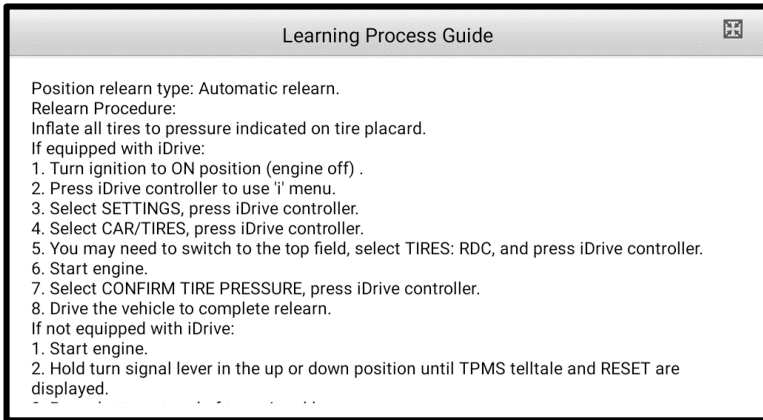 Learning Process Guide
Position relearn type: Automatic relearn.
Relearn Procedure:
Inflate all tires to pressure indicated on tire placard.
If equipped with iDrive:
1. Turn ignition to ON position (engine off) .
2. Press iDrive controller to use 'i' menu.
3. Select SETTINGS, press iDrive controller.
4. Select CAR/TIRES, press iDrive controller.
5. You may need to switch to the top field, select TIRES: RDC, and press iDrive controller.
6. Start engine.
7. Select CONFIRM TIRE PRESSURE, press iDrive controller.
8. Drive the vehicle to complete relearn.
If not equipped with iDrive:
1. Start engine.
2. Hold turn signal lever in the up or down position until TPMS telltale and RESET are
displayed.